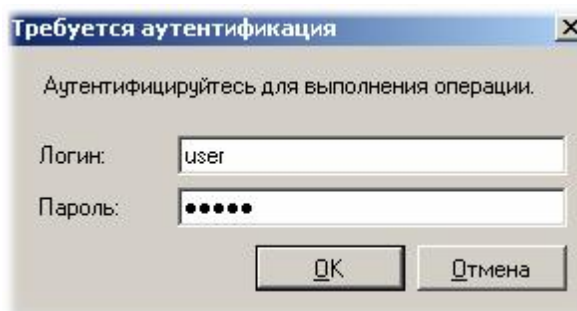 Требуется аутентификация
Аутентифицируйтесь для выполнения операции.
Логин: user
Пароль: •••••
OK Отмена